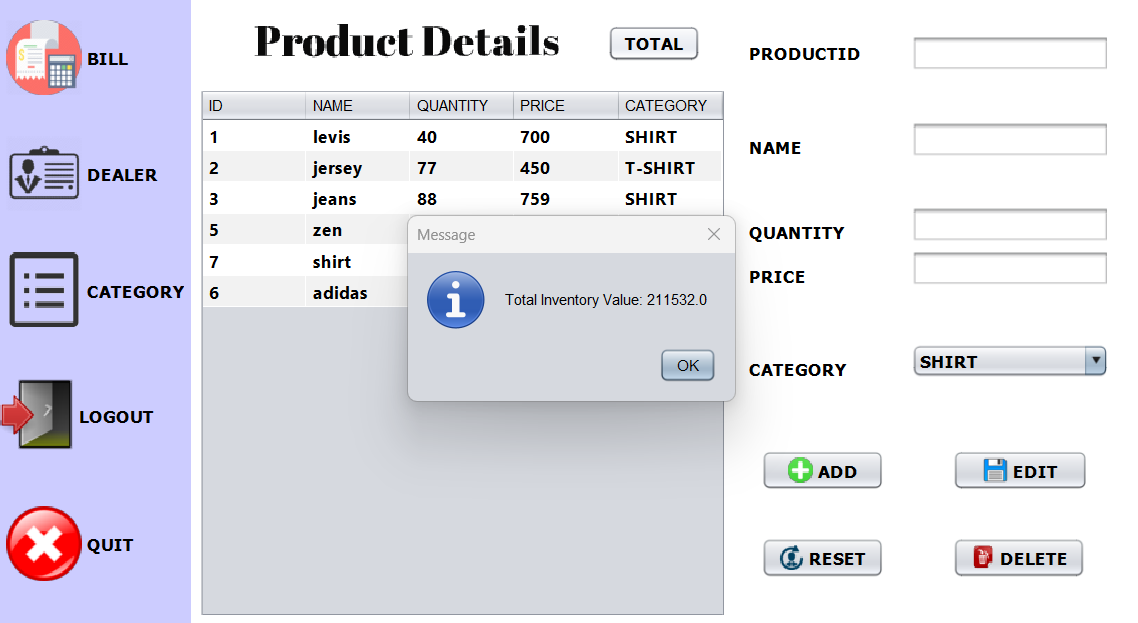 BILL
DEALER
CATEGORY
LOGOUT
QUIT
Product Details
TOTAL
ID NAME QUANTITY PRICE CATEGORY
1 levis 40 700 SHIRT
2 jersey 77 450 T-SHIRT
3 jeans 88 759 SHIRT
5 zen
7 shirt
6 adidas
Message
Total Inventory Value: 211532.0
OK
PRODUCTID
NAME
QUANTITY
PRICE
CATEGORY SHIRT
ADD EDIT
RESET DELETE